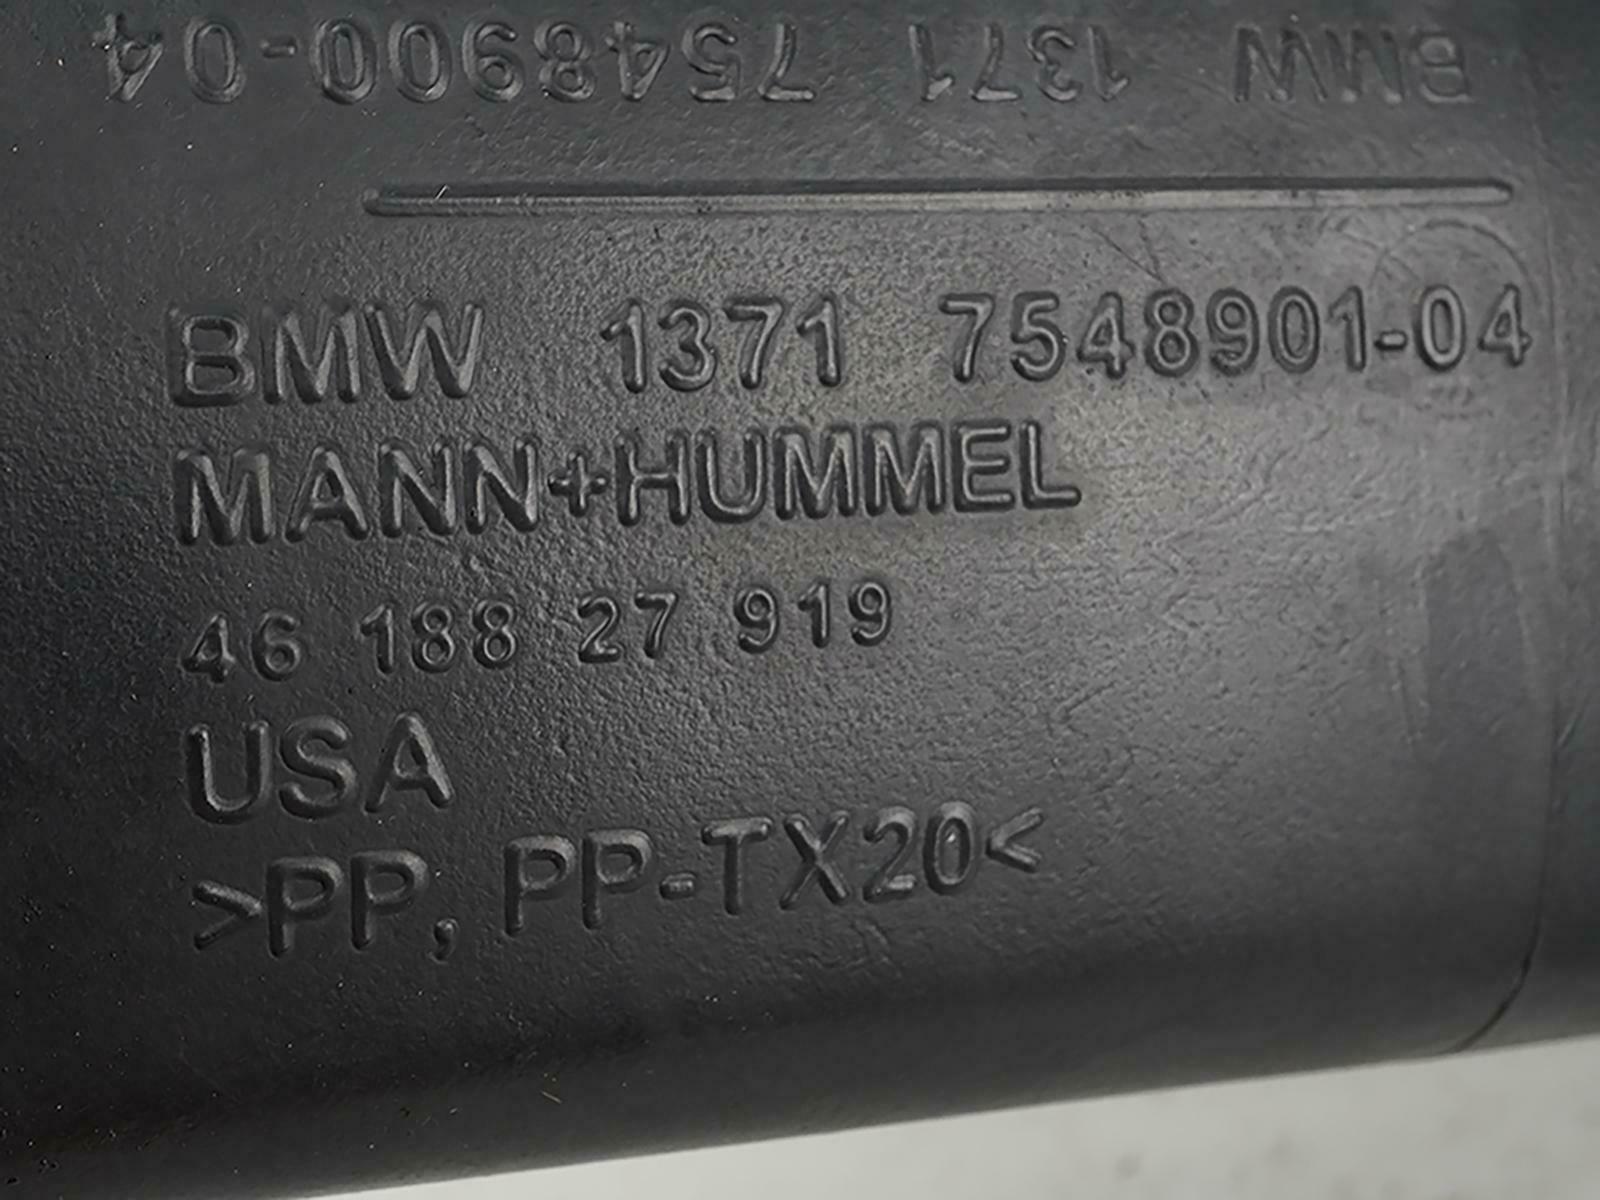 BMW 1371 7548900-04
BMW 1371 7548901-04
MANN+HUMMEL
46 188 27 919
USA
>PP, PP-TX20<